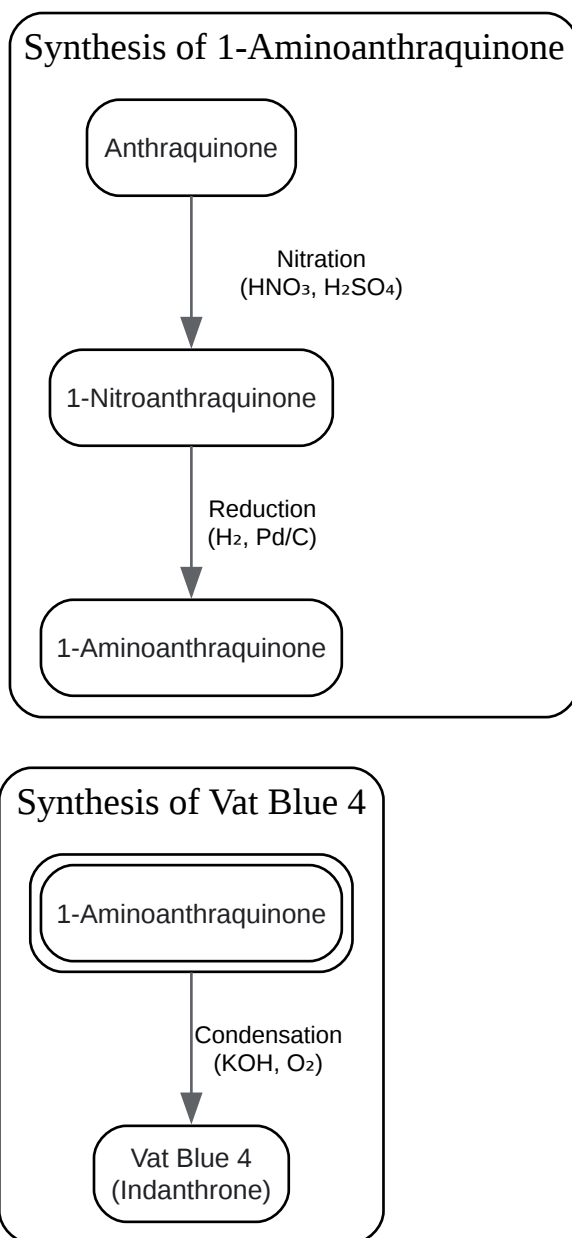 Synthesis of 1-Aminoanthraquinone
Anthraquinone
Nitration
(HNO₃, H₂SO₄)
1-Nitroanthraquinone
Reduction
(H₂, Pd/C)
1-Aminoanthraquinone
Synthesis of Vat Blue 4
1-Aminoanthraquinone
Condensation
(KOH, O₂)
Vat Blue 4
(Indanthrone)